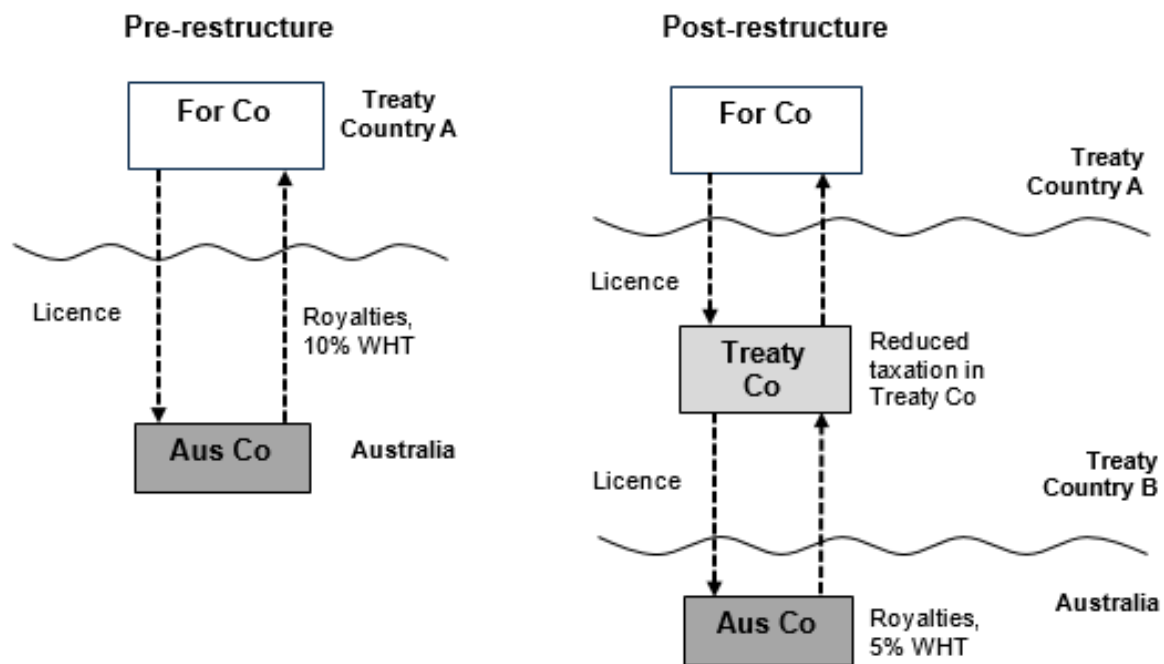 Pre-restructure
For Co
Treaty
Country A
Licence
Royalties,
10% WHT
Aus Co
Australia
Post-restructure
For Co
Treaty
Country A
Licence
Treaty
Co
Reduced
taxation in
Treaty Co
Licence
Treaty
Country B
Aus Co
Royalties,
5% WHT
Australia